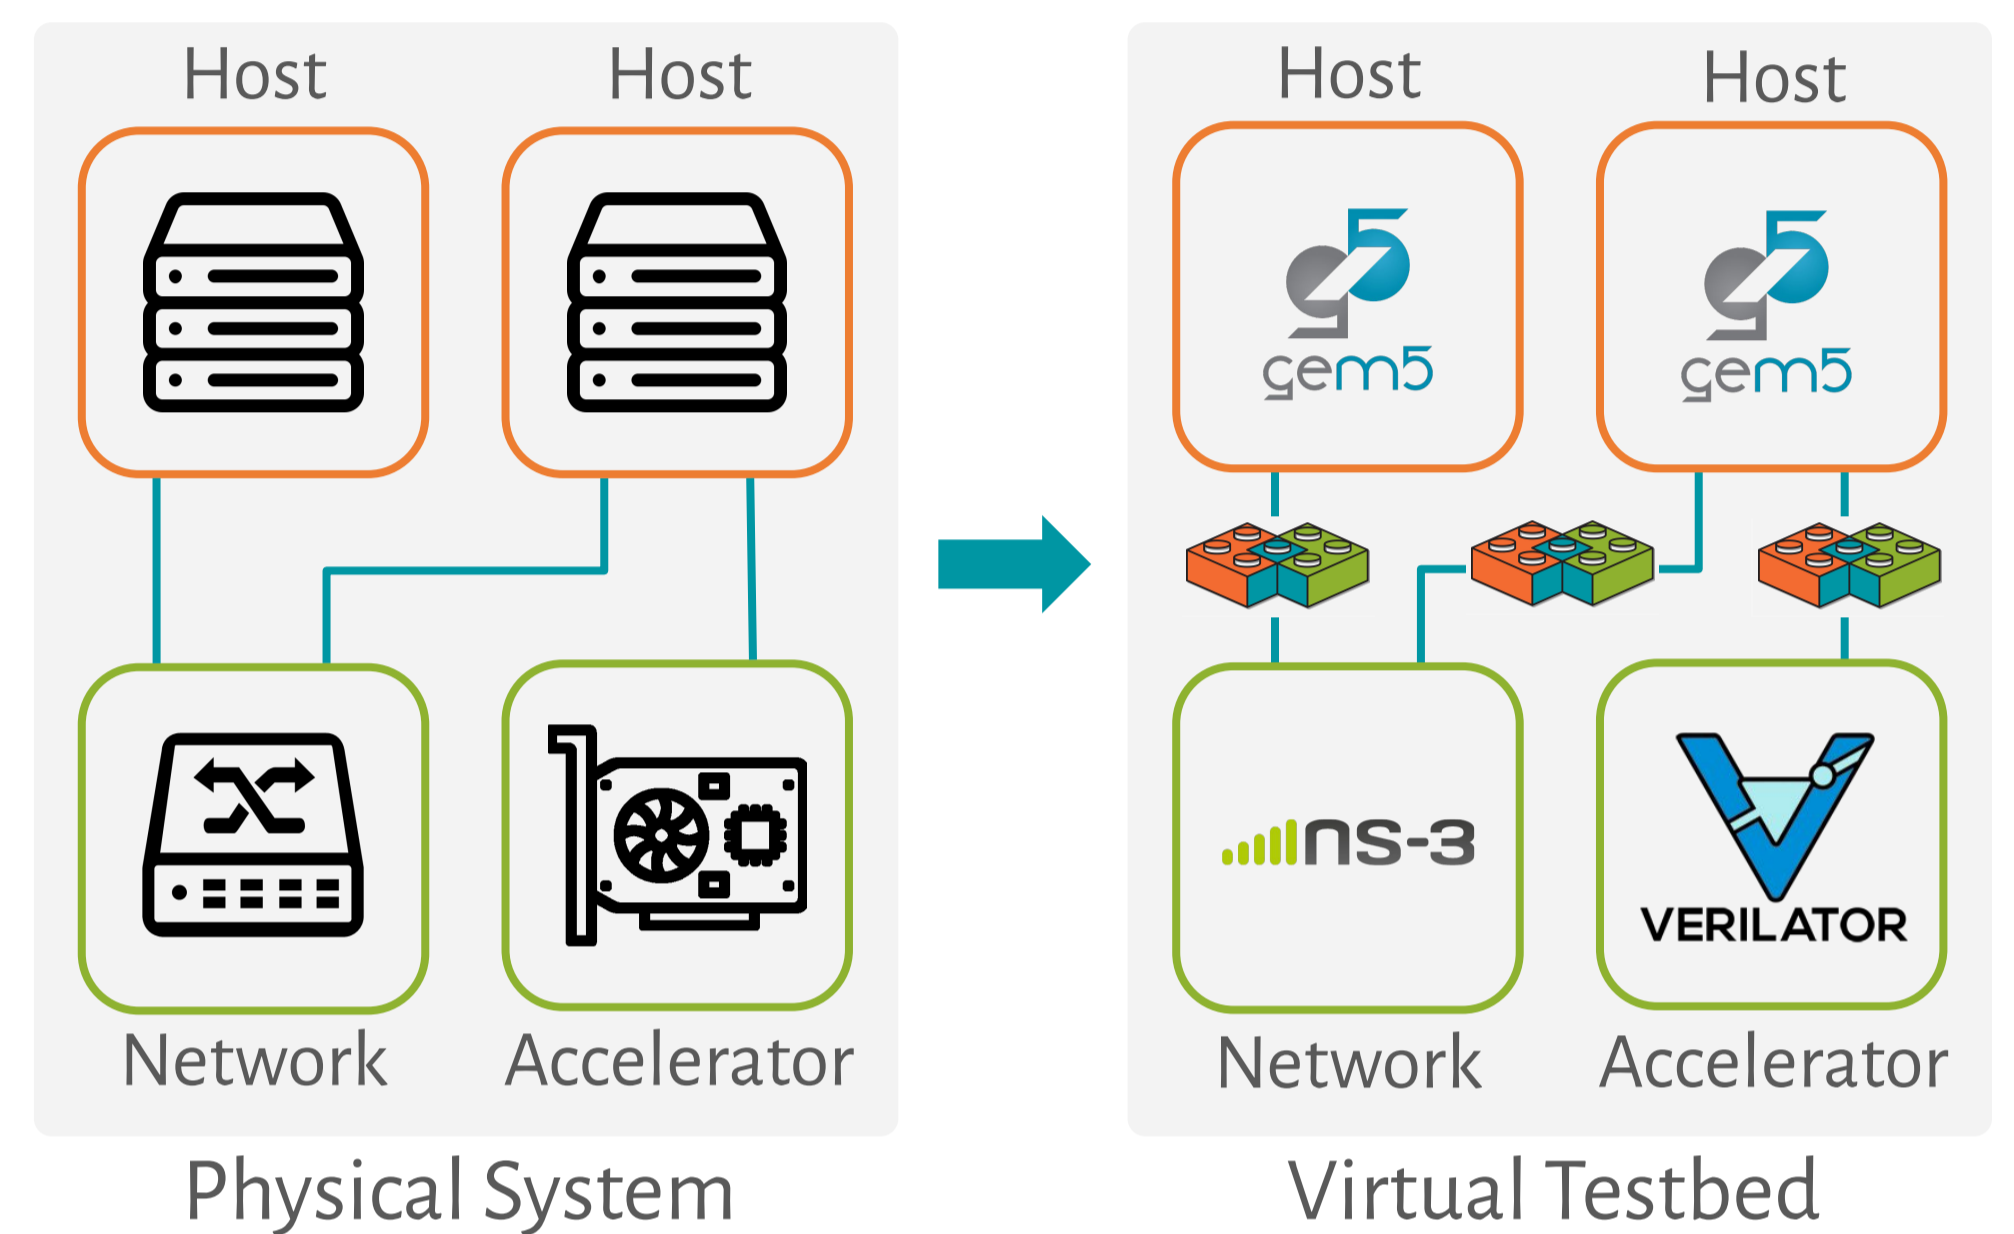 Host
Host
Network
Accelerator
Physical System
Host
Host
gem5
gem5
ns-3
VERILATOR
Network
Accelerator
Virtual Testbed